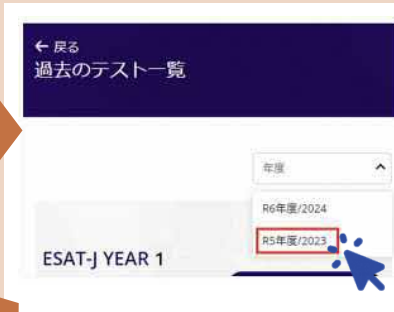 ← 戻る
過去のテスト一覧
年度
R6年度/2024
R5年度/2023
ESAT-J YEAR 1